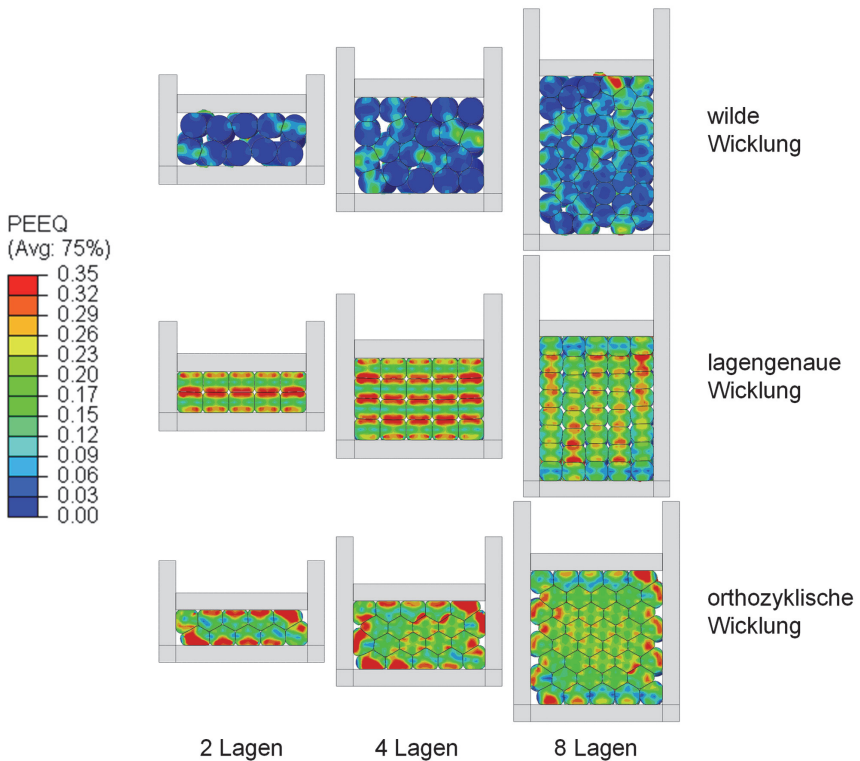 wilde
Wicklung
PEEQ
(Avg: 75%)
0.35
0.32
0.29
0.26
0.23
0.20
0.17
0.15
0.12
0.09
0.06
0.03
0.00
lagengenaue
Wicklung
orthozyklische
Wicklung
2 Lagen
4 Lagen
8 Lagen